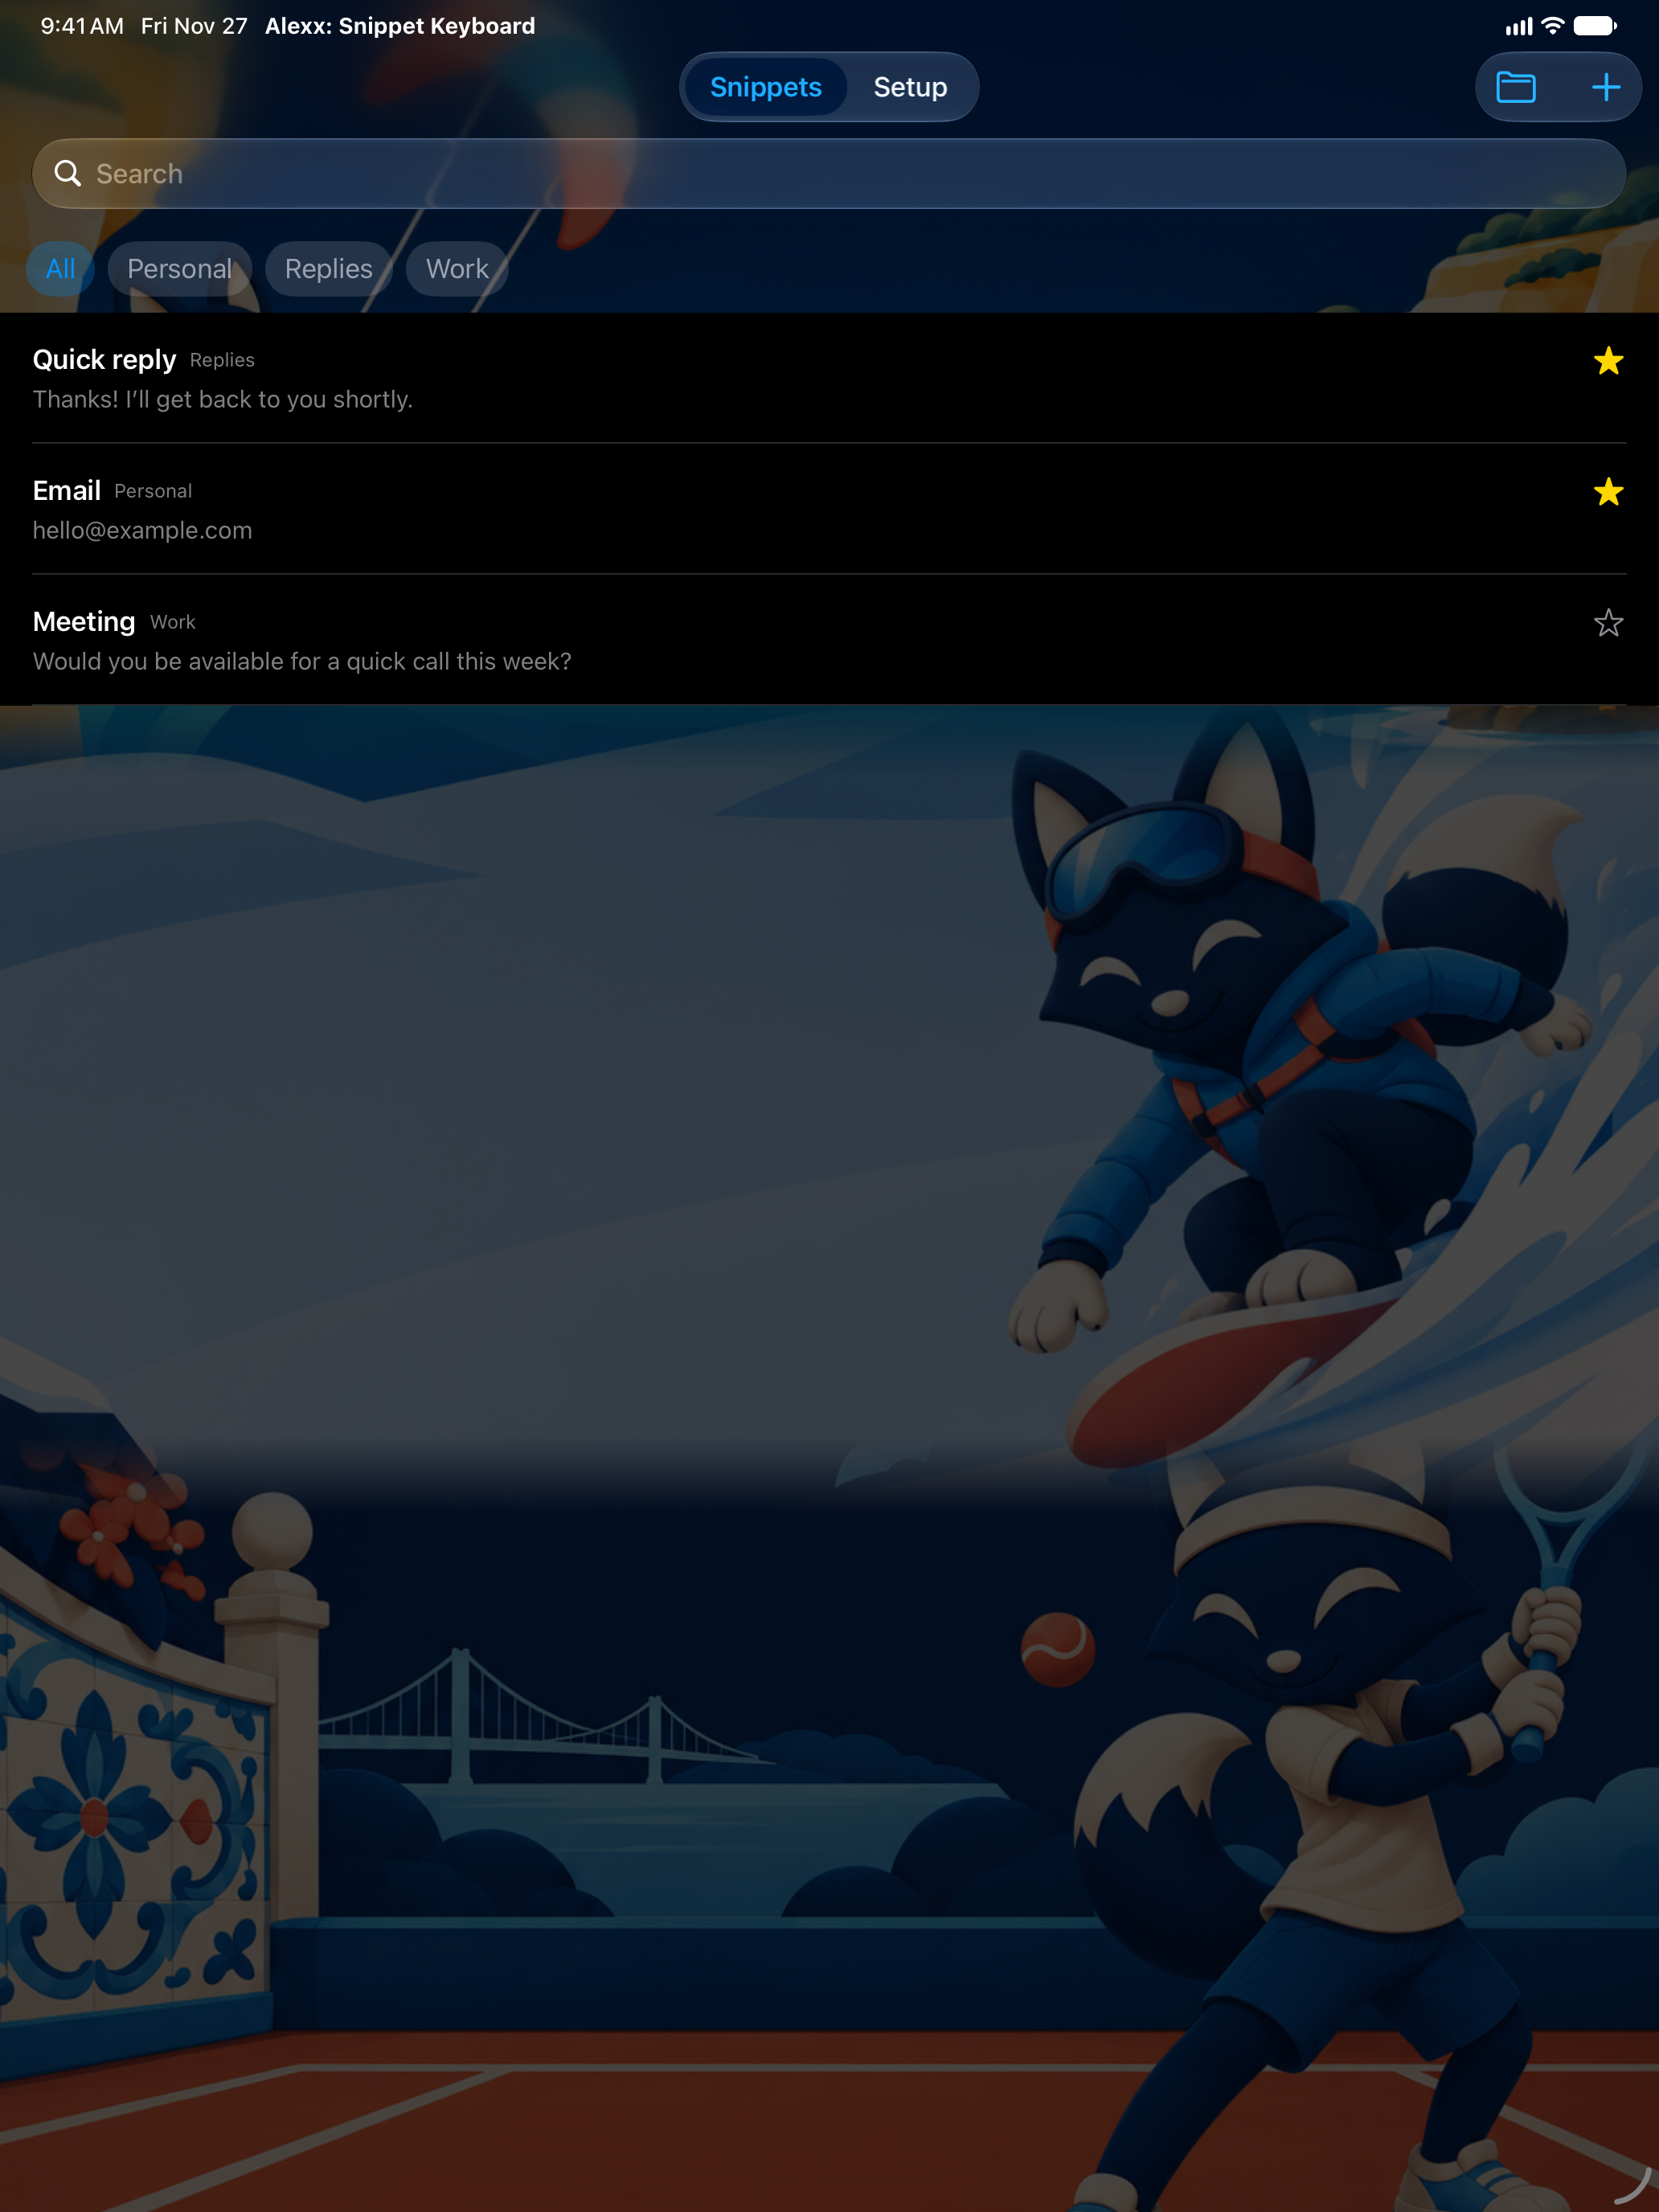 9:41 AM Fri Nov 27 Alexx: Snippet Keyboard
Snippets Setup
Search
All Personal Replies Work
Quick reply Replies
Thanks! I’ll get back to you shortly.
Email Personal
hello@example.com
Meeting Work
Would you be available for a quick call this week?